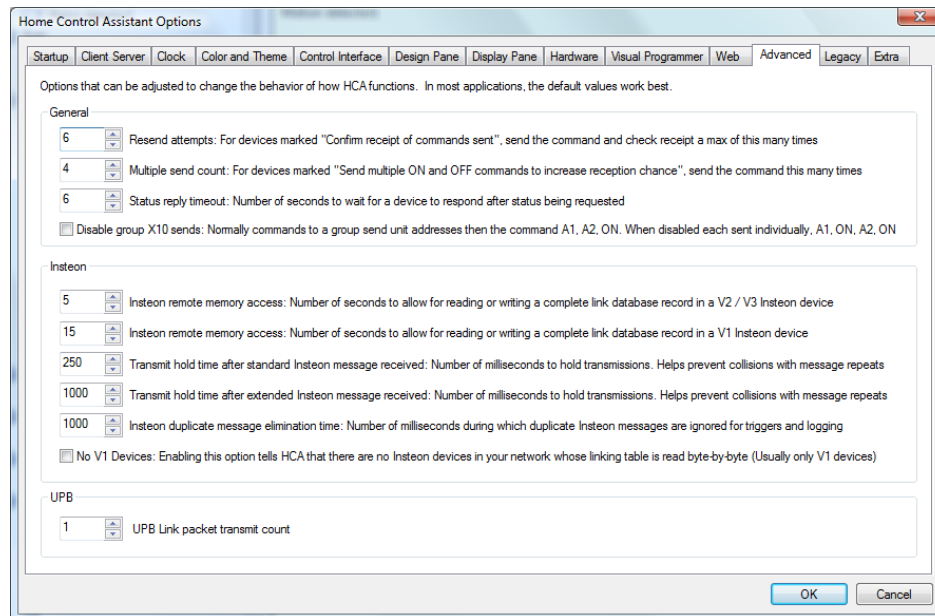 Home Control Assistant Options
Startup Client Server Clock Color and Theme Control Interface Design Pane Display Pane Hardware Visual Programmer Web Advanced Legacy Extra
Options that can be adjusted to change the behavior of how HCA functions. In most applications, the default values work best.
General
6 Resend attempts: For devices marked "Confirm receipt of commands sent", send the command and check receipt a max of this many times
4 Multiple send count: For devices marked "Send multiple ON and OFF commands to increase reception chance", send the command this many times
6 Status reply timeout: Number of seconds to wait for a device to respond after status being requested
Disable group X10 sends: Normally commands to a group send unit addresses then the command A1, A2, ON. When disabled each sent individually, A1, ON, A2, ON
Insteon
5 Insteon remote memory access: Number of seconds to allow for reading or writing a complete link database record in a V2 / V3 Insteon device
15 Insteon remote memory access: Number of seconds to allow for reading or writing a complete link database record in a V1 Insteon device
250 Transmit hold time after standard Insteon message received: Number of milliseconds to hold transmissions. Helps prevent collisions with message repeats
1000 Transmit hold time after extended Insteon message received: Number of milliseconds to hold transmissions. Helps prevent collisions with message repeats
1000 Insteon duplicate message elimination time: Number of milliseconds during which duplicate Insteon messages are ignored for triggers and logging
No V1 Devices: Enabling this option tells HCA that there are no Insteon devices in your network whose linking table is read byte-by-byte (Usually only V1 devices)
UPB
1 UPB Link packet transmit count
OK Cancel